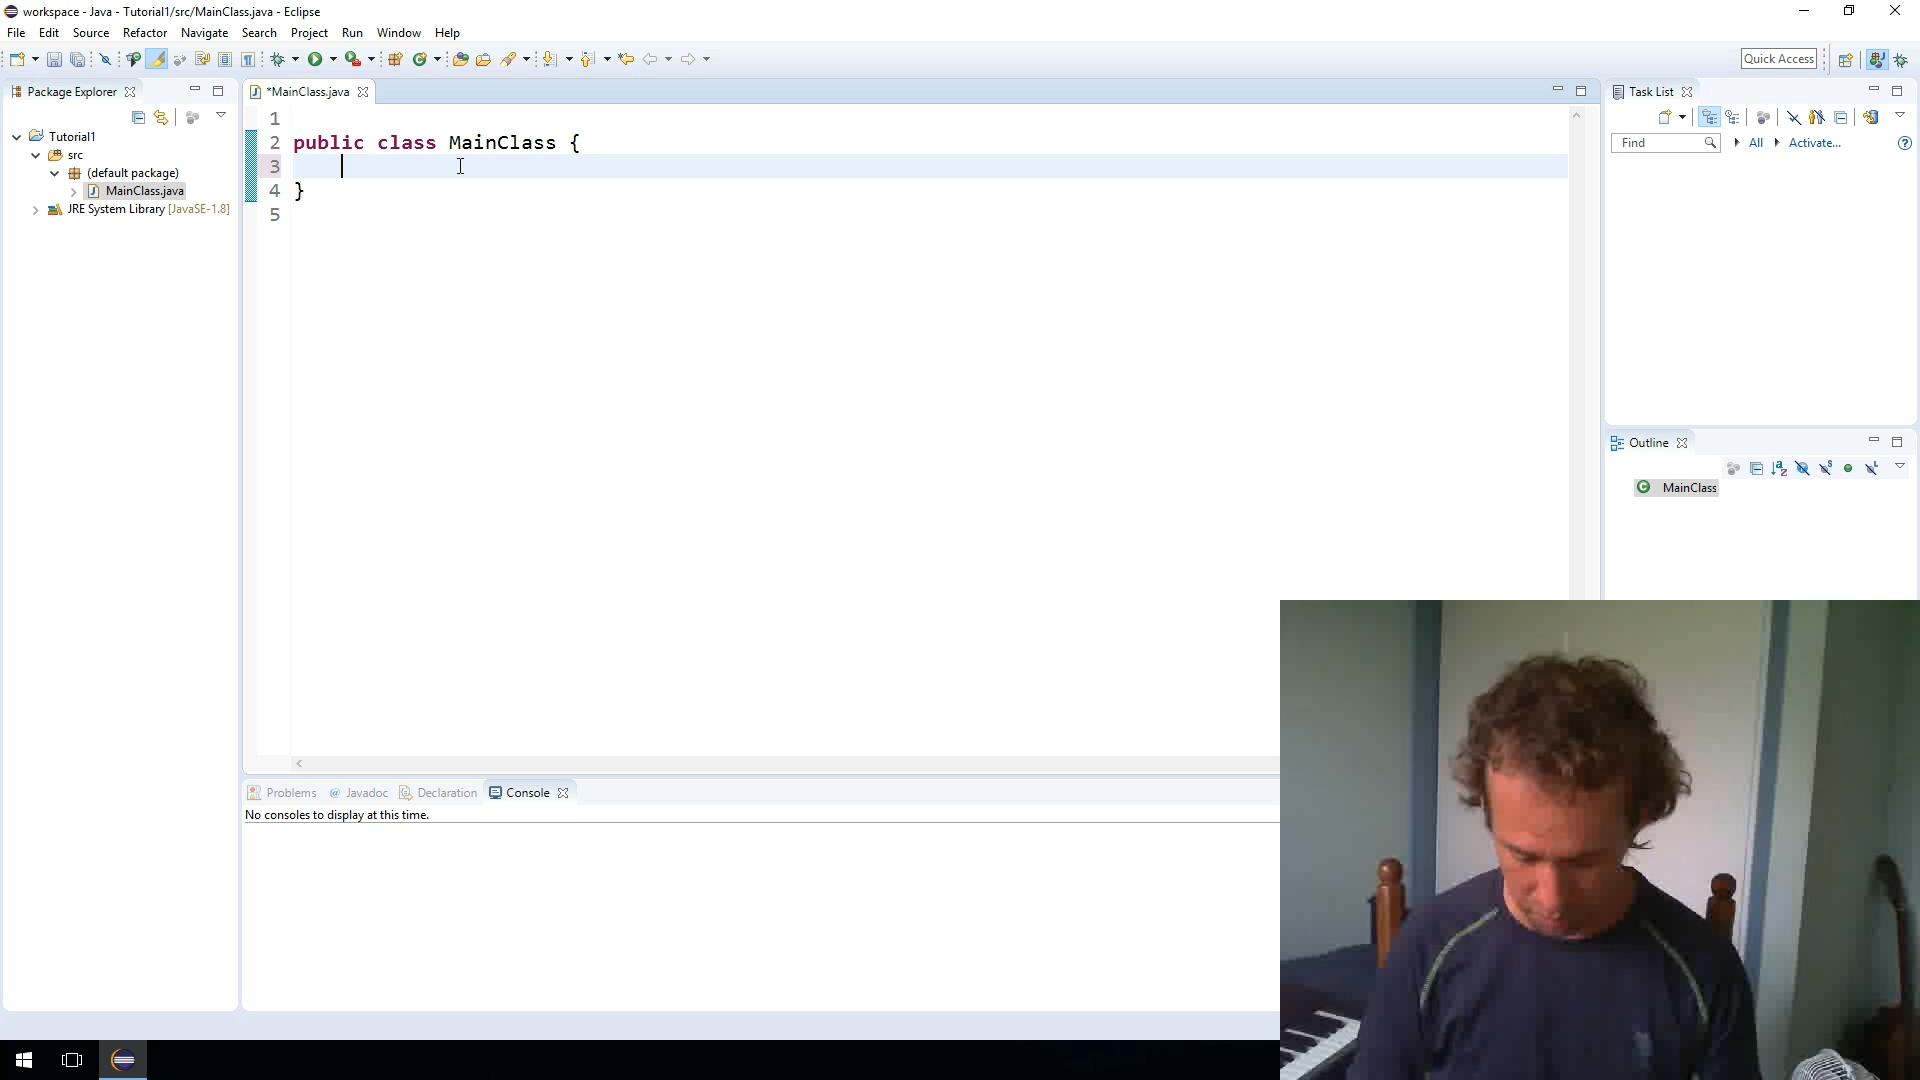 workspace - Java - Tutorial1/src/MainClass.java - Eclipse
File Edit Source Refactor Navigate Search Project Run Window Help
Quick Access
Package Explorer
*MainClass.java
Task List
Tutorial1
src
(default package)
MainClass.java
JRE System Library [JavaSE-1.8]
1
2 public class MainClass {
3
4 }
5
Find
All
Activate...
Outline
MainClass
Problems
@ Javadoc
Declaration
Console
No consoles to display at this time.